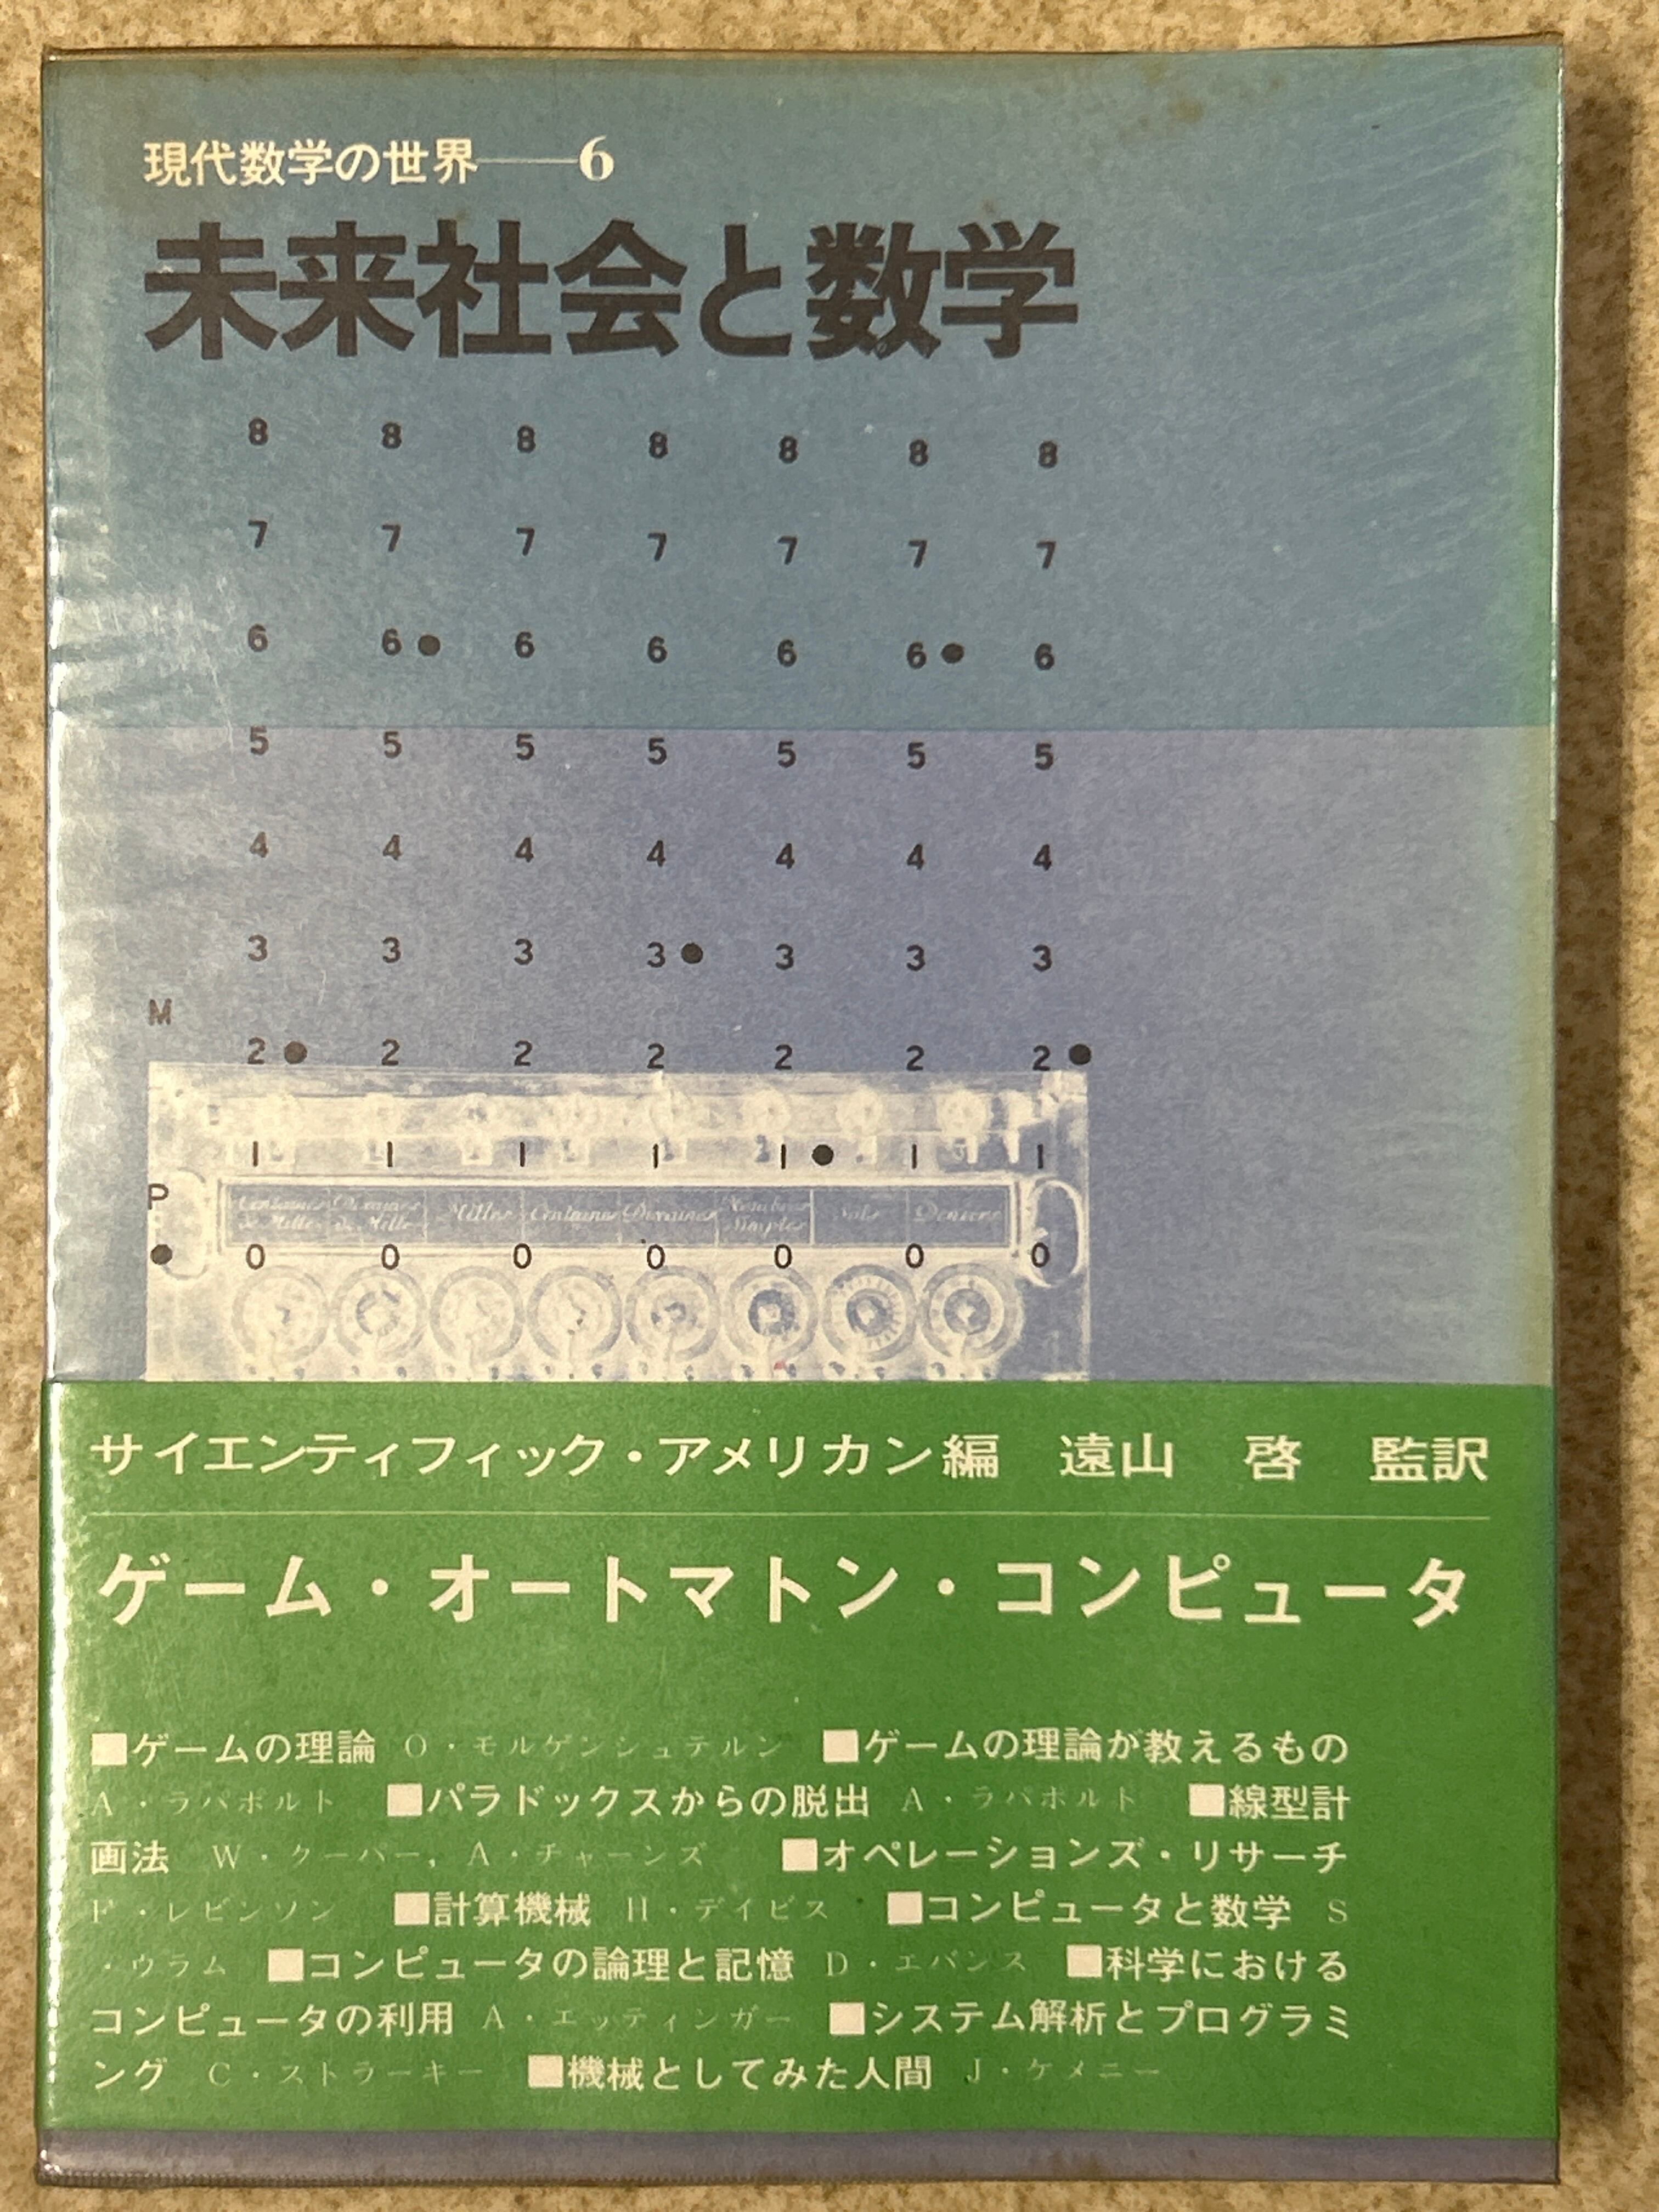 現代数学の世界——6
未来社会と数学
8 8 8 8 8 8 8
7 7 7 7 7 7 7
6 6● 6 6 6 6● 6
5 5 5 5 5 5 5
4 4 4 4 4 4 4
3 3 3 3● 3 3 3
M
2● 2 2 2 2 2 2●
1 1 1 1 1● 1 1
P
Centaines de Mille Dixaines de Mille Mille Centaines Dixaines Nombres Simples Sols Deniers
● 0 0 0 0 0 0 0
サイエンティフィック・アメリカン編 遠山 啓 監訳
ゲーム・オートマトン・コンピュータ
■ゲームの理論 O・モルゲンシュテルン ■ゲームの理論が教えるもの
A・ラパポルト ■パラドックスからの脱出 A・ラパポルト ■線型計
画法 W・クーパー，A・チャーンズ ■オペレーションズ・リサーチ
F・レビンソン ■計算機械 H・デイビス ■コンピュータと数学 S
・ウラム ■コンピュータの論理と記憶 D・エバンス ■科学における
コンピュータの利用 A・エッティンガー ■システム解析とプログラミ
ング C・ストラーキー ■機械としてみた人間 J・ケメニー